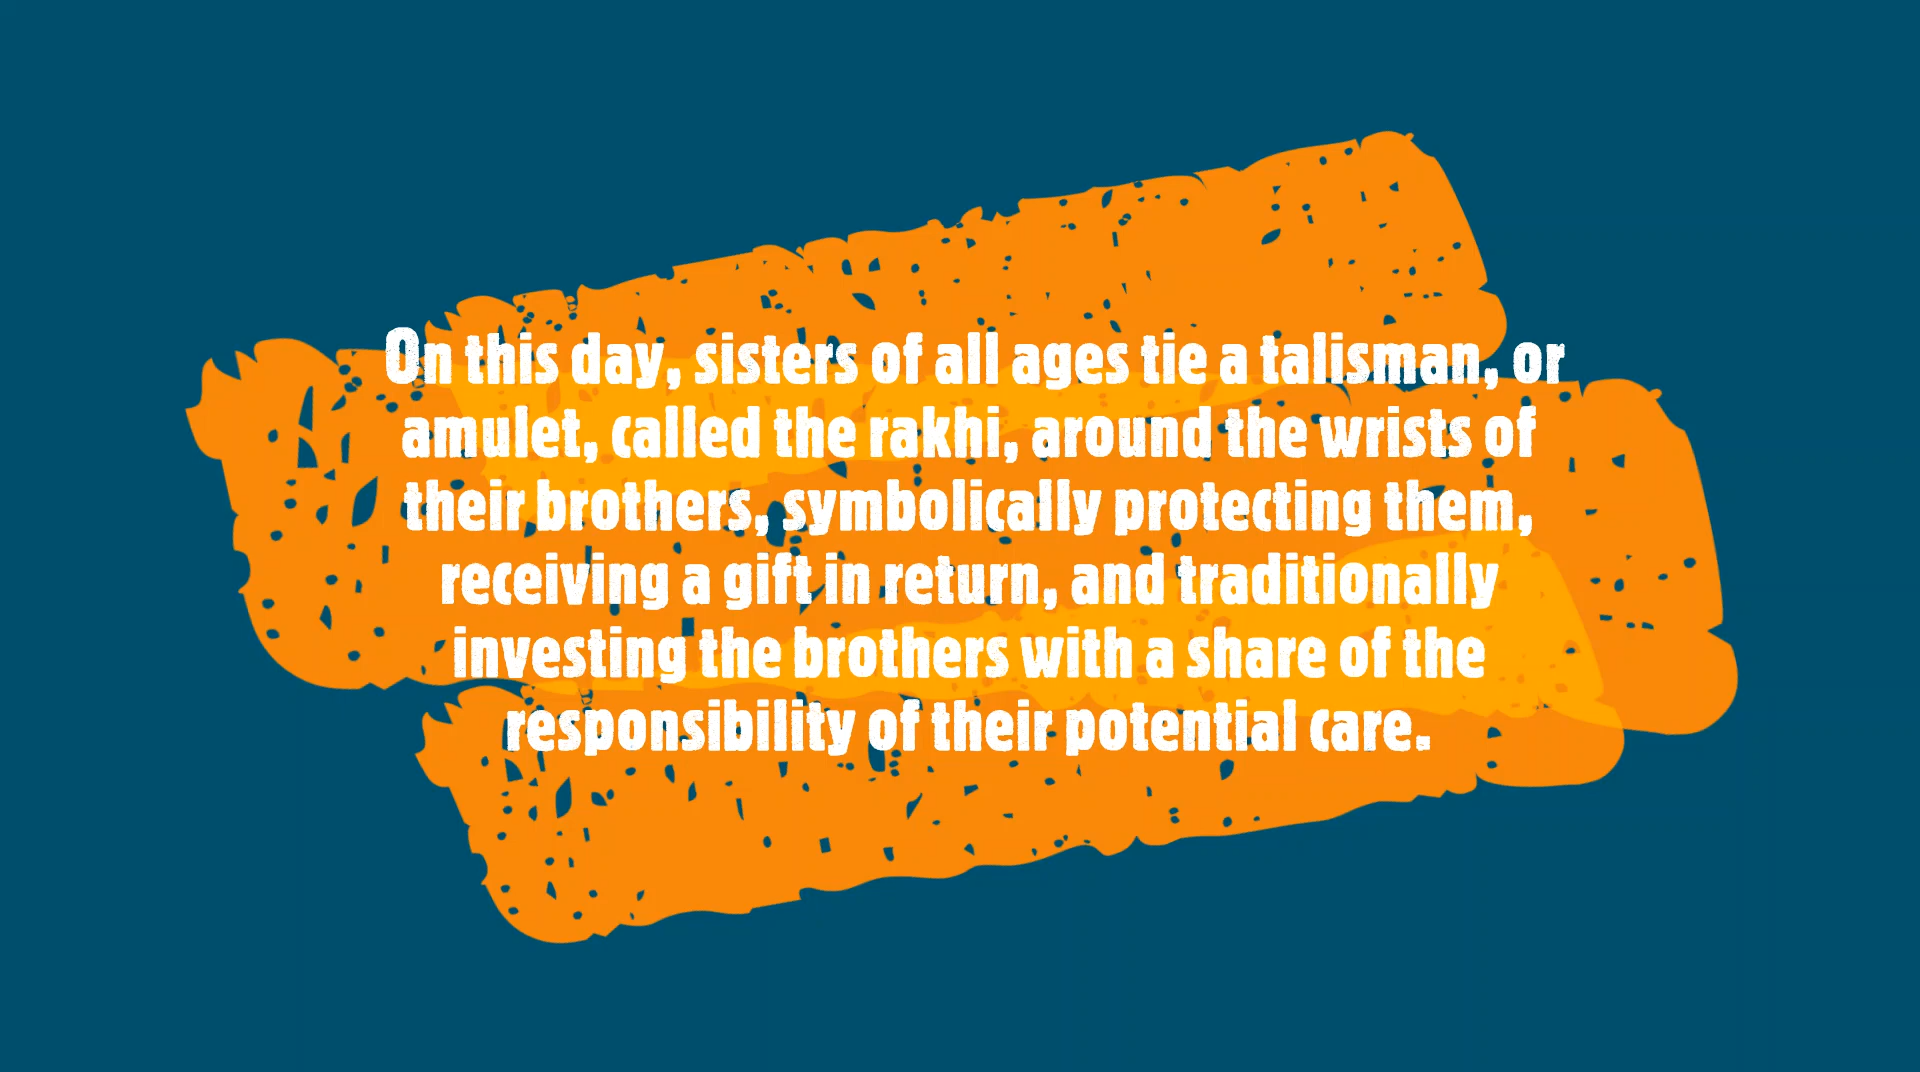 On this day, sisters of all ages tie a talisman, or
amulet, called the rakhi, around the wrists of
their brothers, symbolically protecting them,
receiving a gift in return, and traditionally
investing the brothers with a share of the
responsibility of their potential care.